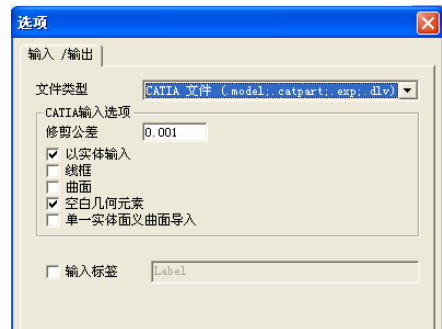 选项
输入 /输出
文件类型
CATIA 文件 (.model;.catpart;.exp;.dlv)
CATIA输入选项
修剪公差
0.001
以实体输入
线框
曲面
空白几何元素
单一实体面义曲面导入
输入标签
Label